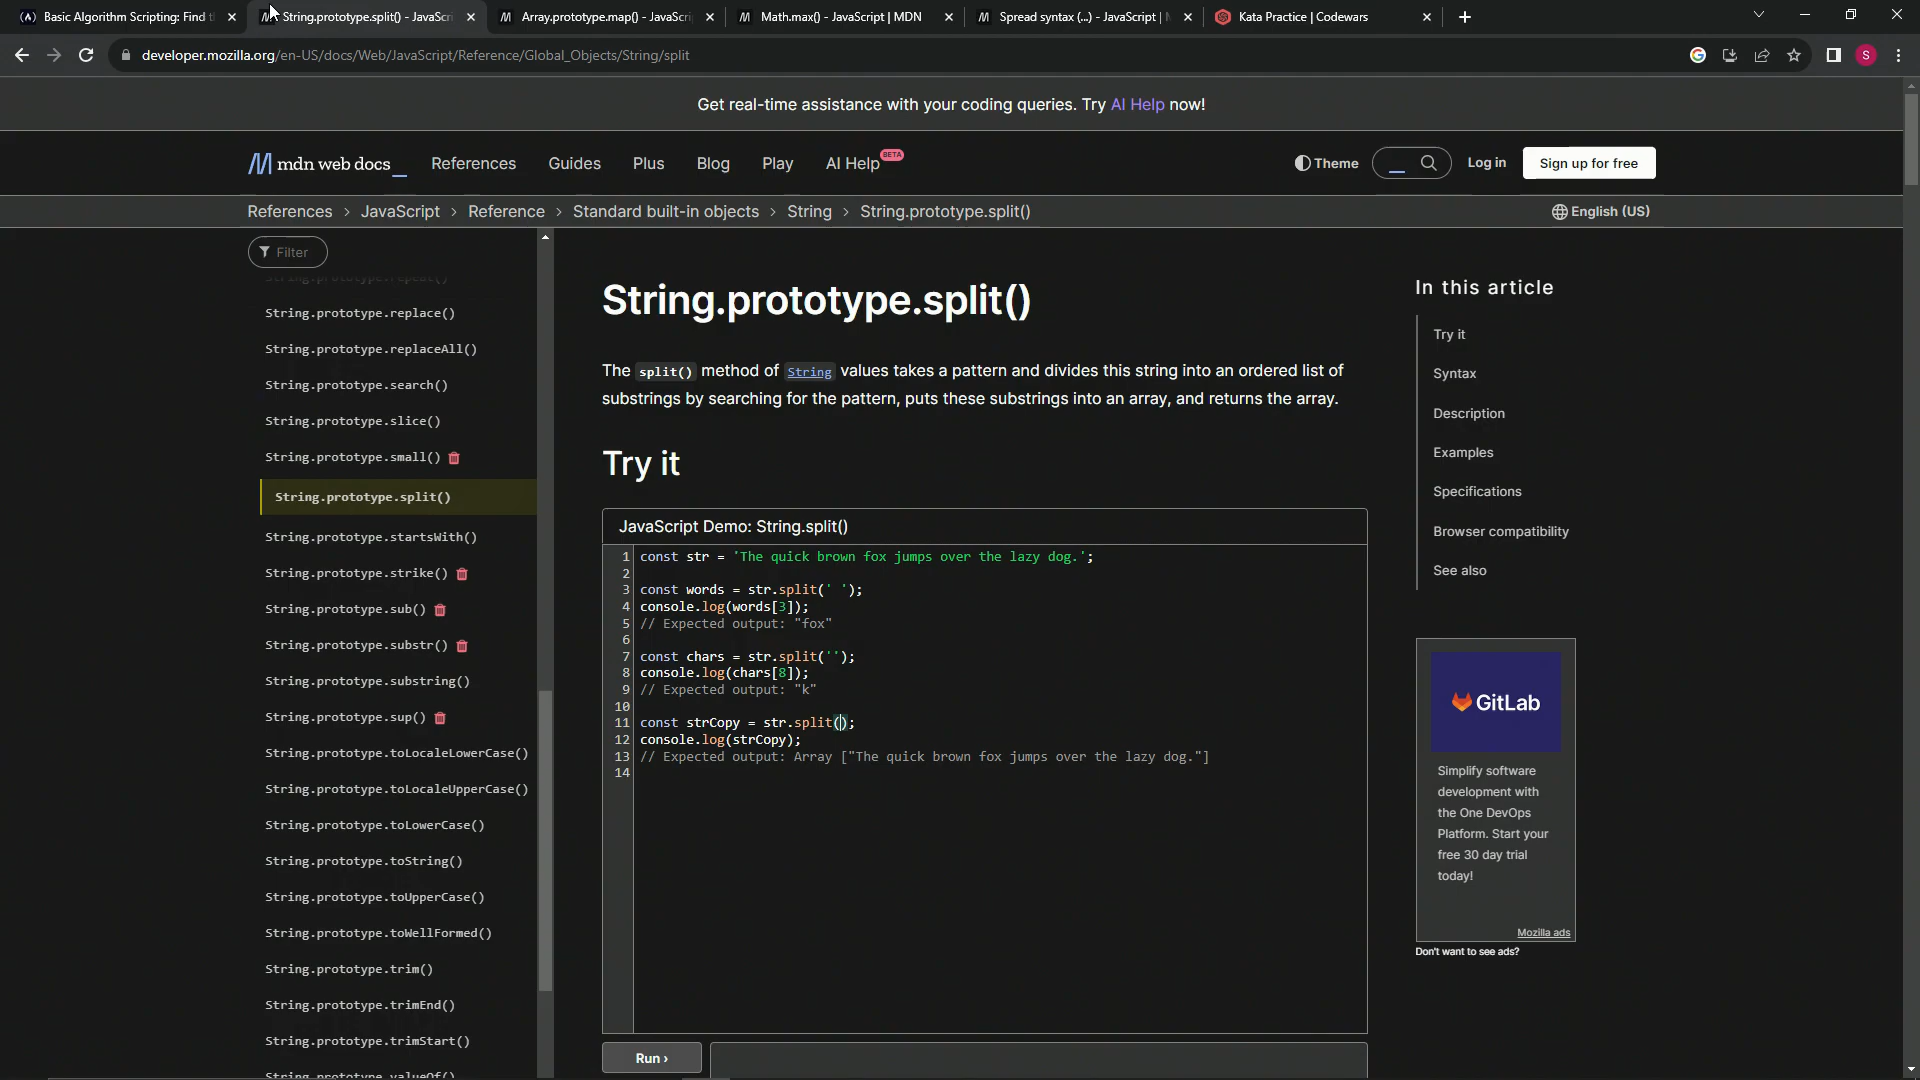 Basic Algorithm Scripting: Find t
String.prototype.split() - JavaScri
Array.prototype.map() - JavaScri
Math.max() - JavaScript | MDN
Spread syntax (...) - JavaScript |
Kata Practice | Codewars
developer.mozilla.org/en-US/docs/Web/JavaScript/Reference/Global_Objects/String/split
S
Get real-time assistance with your coding queries. Try AI Help now!
mdn web docs_
References
Guides
Plus
Blog
Play
AI Help BETA
Theme
Log in
Sign up for free
References › JavaScript › Reference › Standard built-in objects › String › String.prototype.split()
English (US)
Filter
String.prototype.repeat()
String.prototype.replace()
String.prototype.replaceAll()
String.prototype.search()
String.prototype.slice()
String.prototype.small()
String.prototype.split()
String.prototype.startsWith()
String.prototype.strike()
String.prototype.sub()
String.prototype.substr()
String.prototype.substring()
String.prototype.sup()
String.prototype.toLocaleLowerCase()
String.prototype.toLocaleUpperCase()
String.prototype.toLowerCase()
String.prototype.toString()
String.prototype.toUpperCase()
String.prototype.toWellFormed()
String.prototype.trim()
String.prototype.trimEnd()
String.prototype.trimStart()
String.prototype.valueOf()
String.prototype.split()
The split() method of String values takes a pattern and divides this string into an ordered list of
substrings by searching for the pattern, puts these substrings into an array, and returns the array.
Try it
JavaScript Demo: String.split()
1 const str = 'The quick brown fox jumps over the lazy dog.';
2
3 const words = str.split(' ');
4 console.log(words[3]);
5 // Expected output: "fox"
6
7 const chars = str.split('');
8 console.log(chars[8]);
9 // Expected output: "k"
10
11 const strCopy = str.split();
12 console.log(strCopy);
13 // Expected output: Array ["The quick brown fox jumps over the lazy dog."]
14
Run ›
In this article
Try it
Syntax
Description
Examples
Specifications
Browser compatibility
See also
GitLab
Simplify software
development with
the One DevOps
Platform. Start your
free 30 day trial
today!
Mozilla ads
Don't want to see ads?